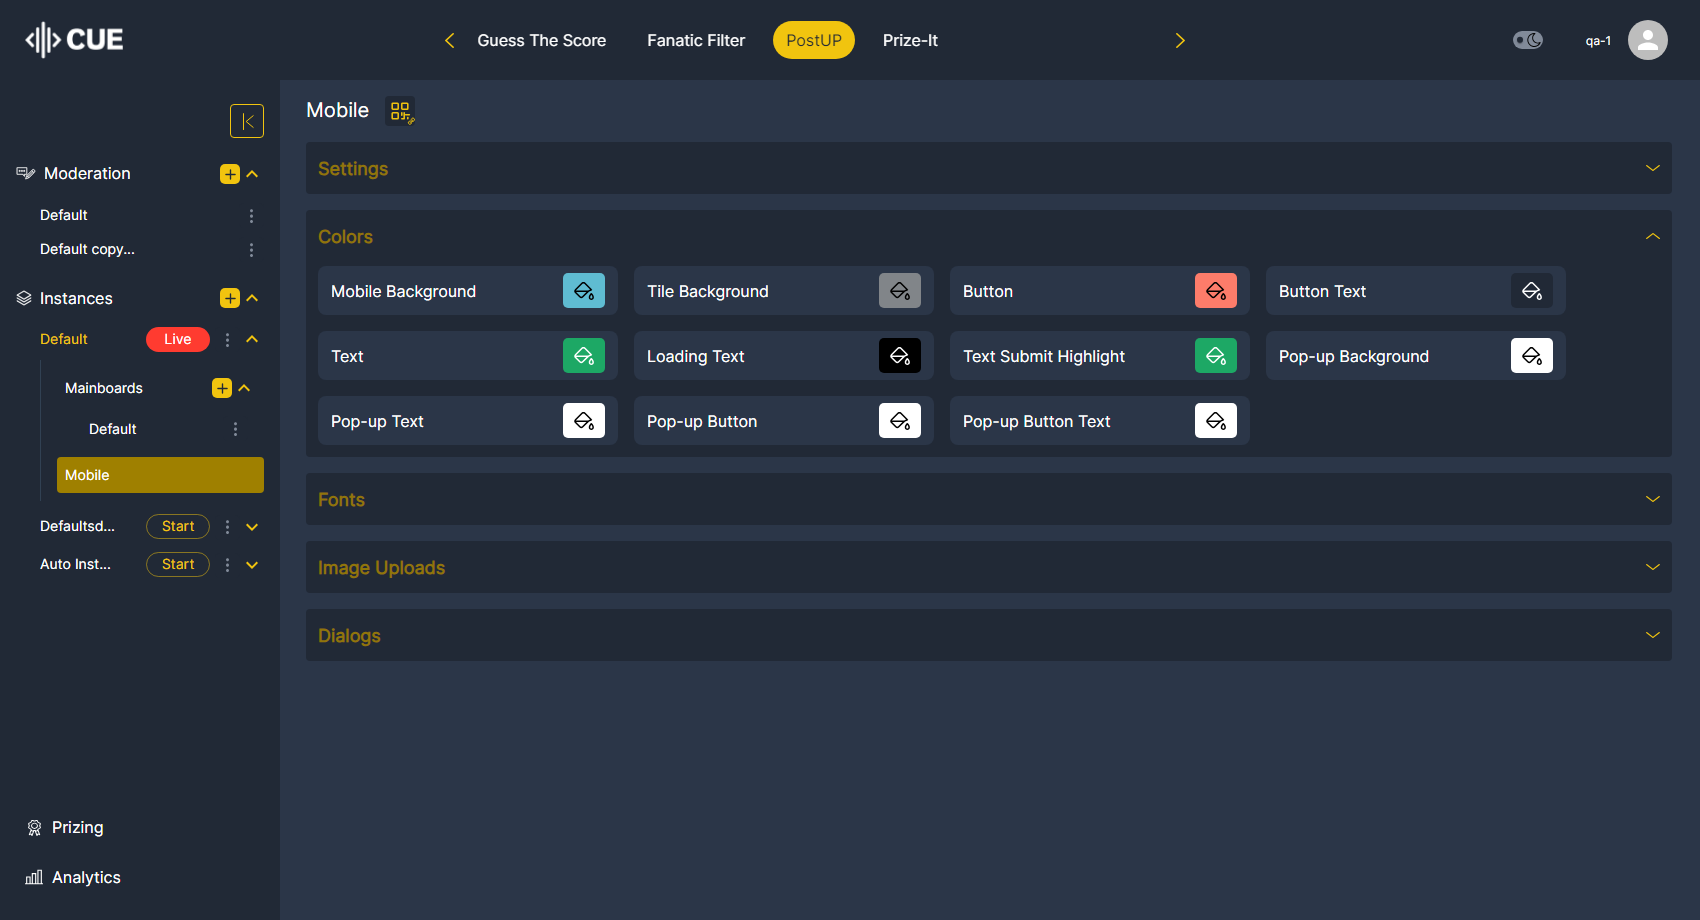 CUE
Guess The Score
Fanatic Filter
PostUP
Prize-It
qa-1
Moderation
Default
Default copy...
Instances
Default
Live
Mainboards
Default
Mobile
Defaultsd...
Start
Auto Inst...
Start
Prizing
Analytics
Mobile
Settings
Colors
Mobile Background
Tile Background
Button
Button Text
Text
Loading Text
Text Submit Highlight
Pop-up Background
Pop-up Text
Pop-up Button
Pop-up Button Text
Fonts
Image Uploads
Dialogs